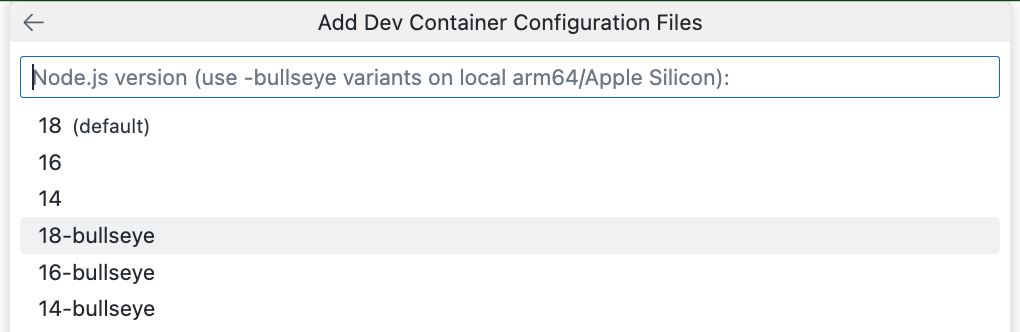 Add Dev Container Configuration Files
Node.js version (use -bullseye variants on local arm64/Apple Silicon):
18 (default)
16
14
18-bullseye
16-bullseye
14-bullseye